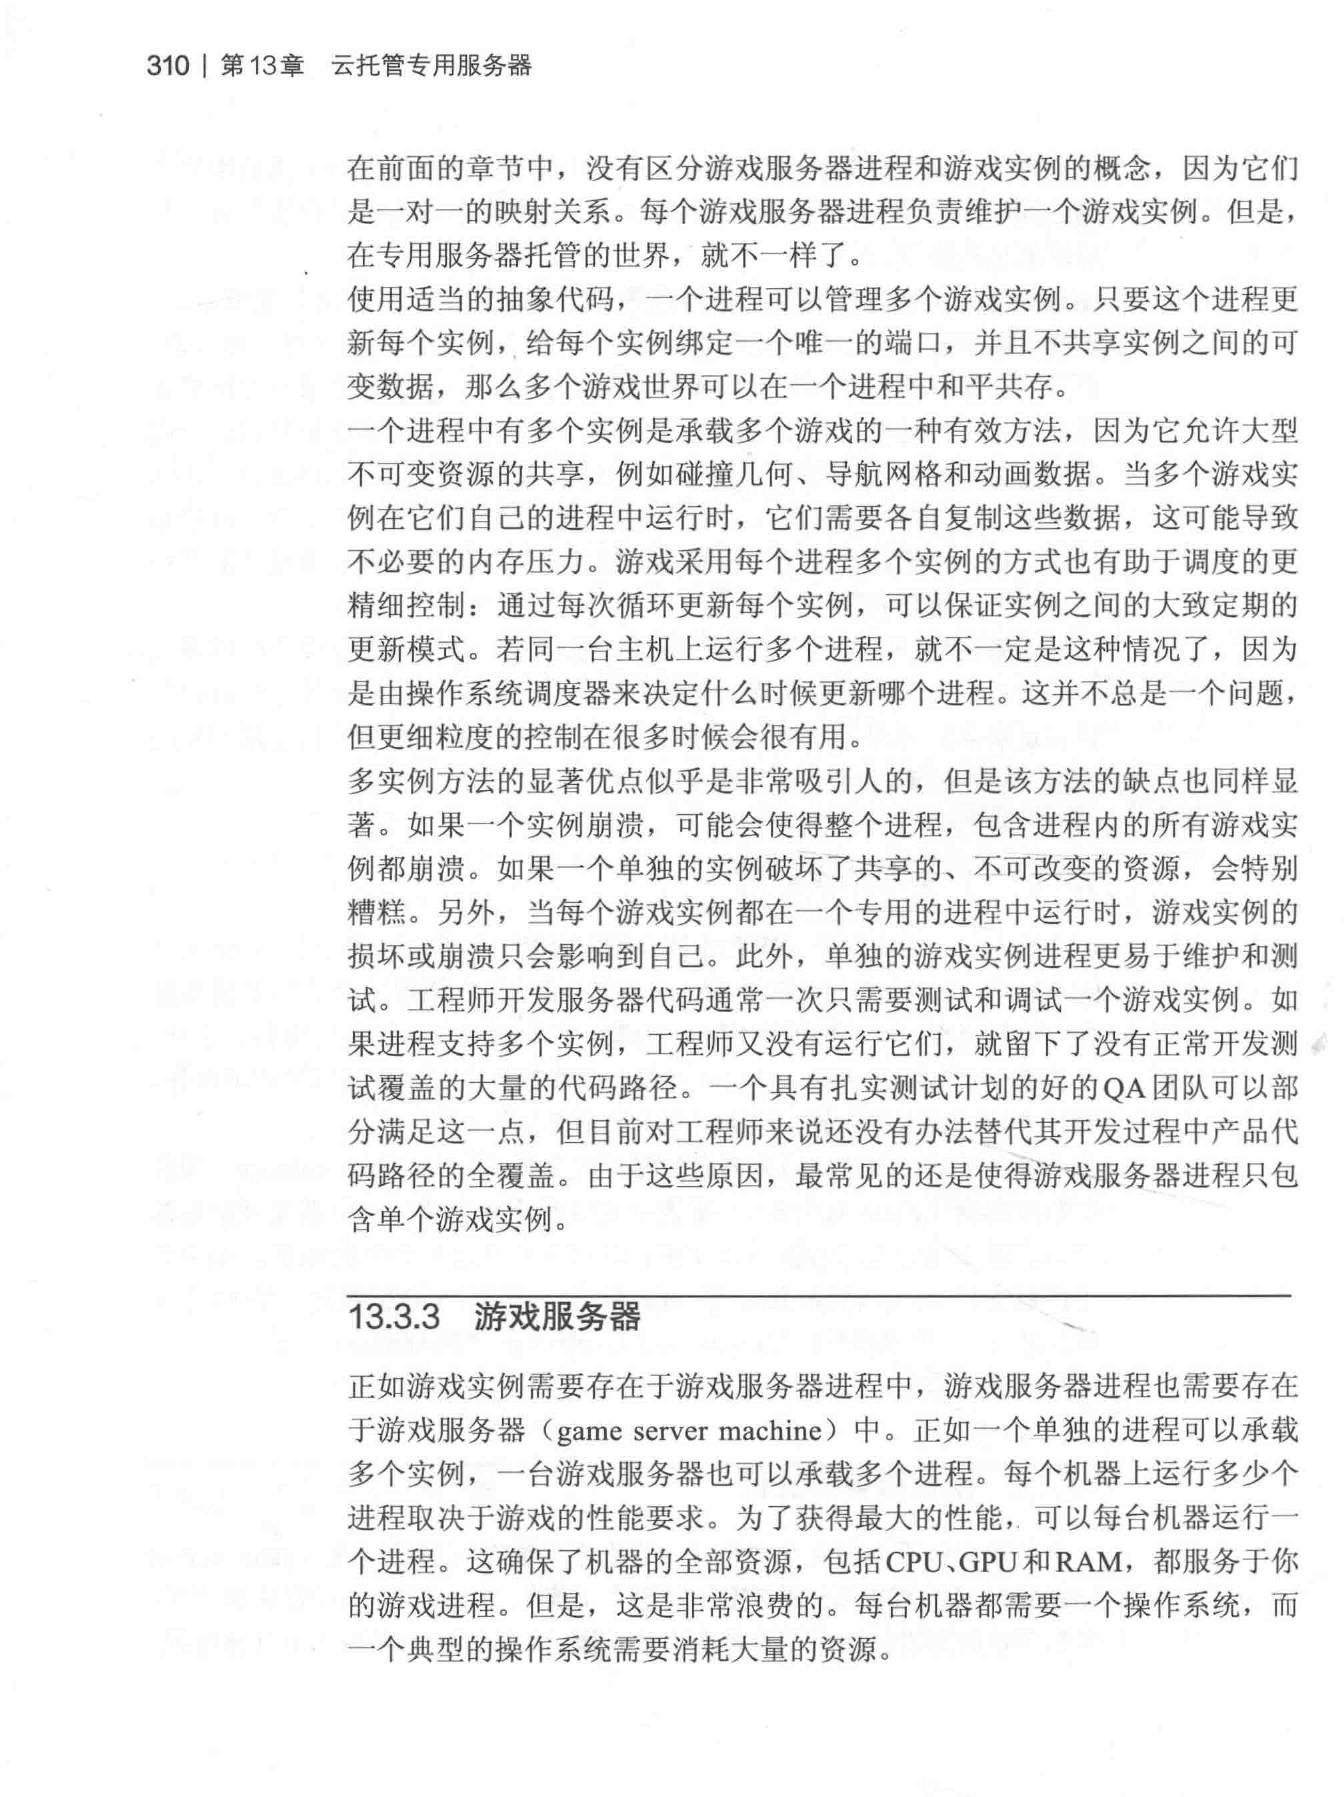 310 | 第13章 云托管专用服务器
在前面的章节中，没有区分游戏服务器进程和游戏实例的概念，因为它们
是一对一的映射关系。每个游戏服务器进程负责维护一个游戏实例。但是，
在专用服务器托管的世界，就不一样了。
使用适当的抽象代码，一个进程可以管理多个游戏实例。只要这个进程更
新每个实例，给每个实例绑定一个唯一的端口，并且不共享实例之间的可
变数据，那么多个游戏世界可以在一个进程中和平共存。
一个进程中有多个实例是承载多个游戏的一种有效方法，因为它允许大型
不可变资源的共享，例如碰撞几何、导航网格和动画数据。当多个游戏实
例在它们自己的进程中运行时，它们需要各自复制这些数据，这可能导致
不必要的内存压力。游戏采用每个进程多个实例的方式也有助于调度的更
精细控制：通过每次循环更新每个实例，可以保证实例之间的大致定期的
更新模式。若同一台主机上运行多个进程，就不一定是这种情况了，因为
是由操作系统调度器来决定什么时候更新哪个进程。这并不总是一个问题，
但更细粒度的控制在很多时候会很有用。
多实例方法的显著优点似乎是非常吸引人的，但是该方法的缺点也同样显
著。如果一个实例崩溃，可能会使得整个进程，包含进程内的所有游戏实
例都崩溃。如果一个单独的实例破坏了共享的、不可改变的资源，会特别
糟糕。另外，当每个游戏实例都在一个专用的进程中运行时，游戏实例的
损坏或崩溃只会影响到自己。此外，单独的游戏实例进程更易于维护和测
试。工程师开发服务器代码通常一次只需要测试和调试一个游戏实例。如
果进程支持多个实例，工程师又没有运行它们，就留下了没有正常开发测
试覆盖的大量的代码路径。一个具有扎实测试计划的好的QA团队可以部
分满足这一点，但目前对工程师来说还没有办法替代其开发过程中产品代
码路径的全覆盖。由于这些原因，最常见的还是使得游戏服务器进程只包
含单个游戏实例。
13.3.3 游戏服务器
正如游戏实例需要存在于游戏服务器进程中，游戏服务器进程也需要存在
于游戏服务器（game server machine）中。正如一个单独的进程可以承载
多个实例，一台游戏服务器也可以承载多个进程。每个机器上运行多少个
进程取决于游戏的性能要求。为了获得最大的性能，可以每台机器运行一
个进程。这确保了机器的全部资源，包括CPU、GPU和RAM，都服务于你
的游戏进程。但是，这是非常浪费的。每台机器都需要一个操作系统，而
一个典型的操作系统需要消耗大量的资源。